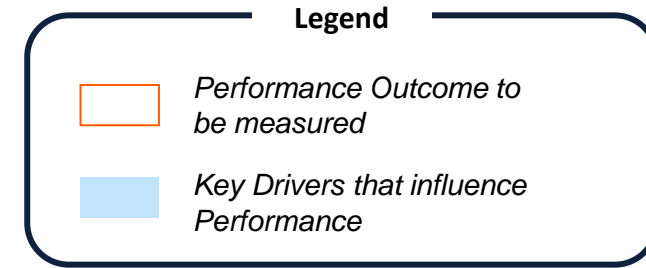 Legend
Performance Outcome to
be measured
Key Drivers that influence
Performance